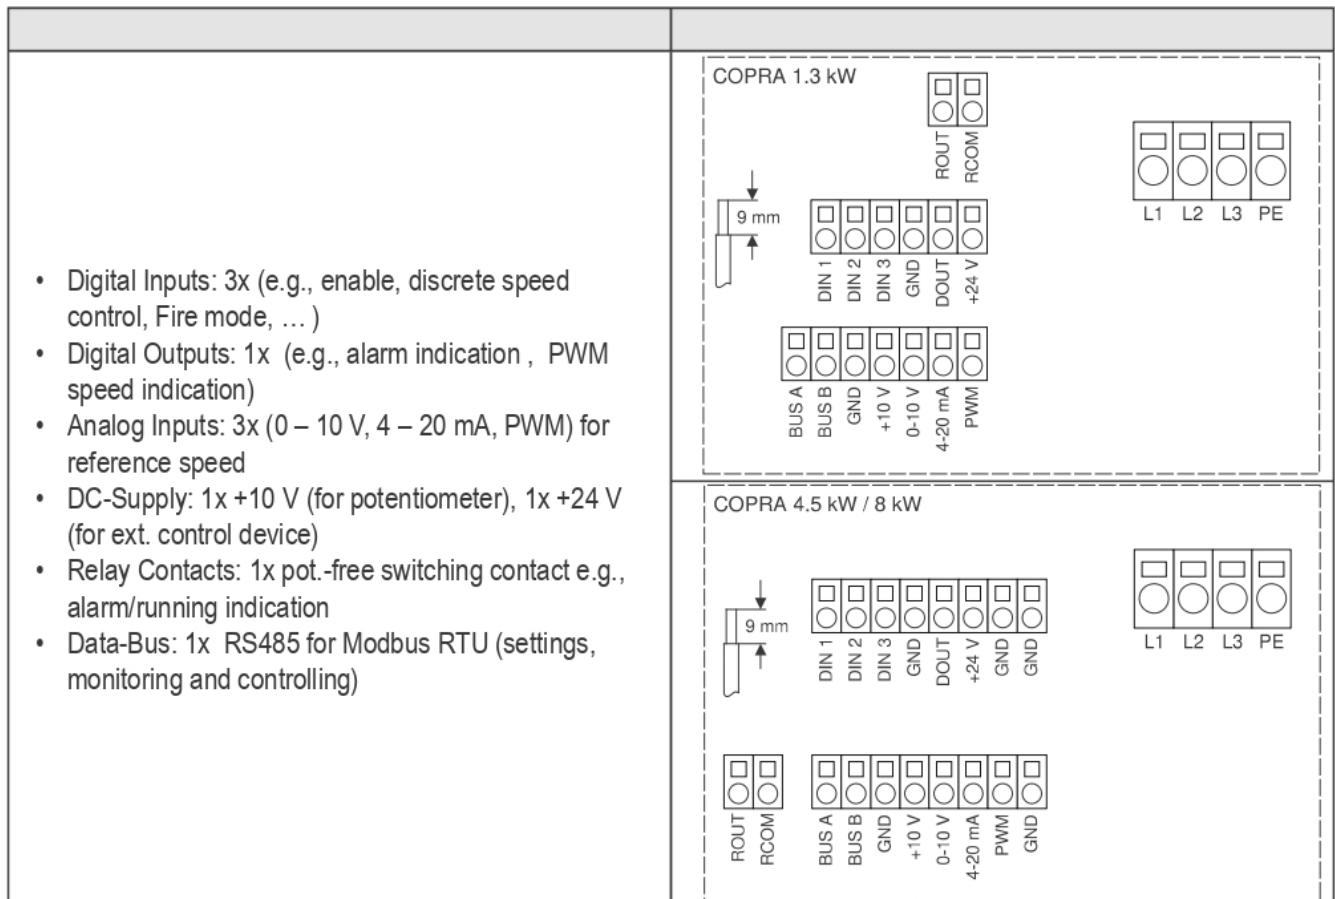 • Digital Inputs: 3x (e.g., enable, discrete speed
control, Fire mode, … )
• Digital Outputs: 1x (e.g., alarm indication , PWM
speed indication)
• Analog Inputs: 3x (0 – 10 V, 4 – 20 mA, PWM) for
reference speed
• DC-Supply: 1x +10 V (for potentiometer), 1x +24 V
(for ext. control device)
• Relay Contacts: 1x pot.-free switching contact e.g.,
alarm/running indication
• Data-Bus: 1x RS485 for Modbus RTU (settings,
monitoring and controlling)
COPRA 1.3 kW
ROUT
RCOM
L1 L2 L3 PE
9 mm
DIN 1
DIN 2
DIN 3
GND
DOUT
+24 V
BUS A
BUS B
GND
+10 V
0-10 V
4-20 mA
PWM
COPRA 4.5 kW / 8 kW
L1 L2 L3 PE
9 mm
DIN 1
DIN 2
DIN 3
GND
DOUT
+24 V
GND
GND
ROUT
RCOM
BUS A
BUS B
GND
+10 V
0-10 V
4-20 mA
PWM
GND